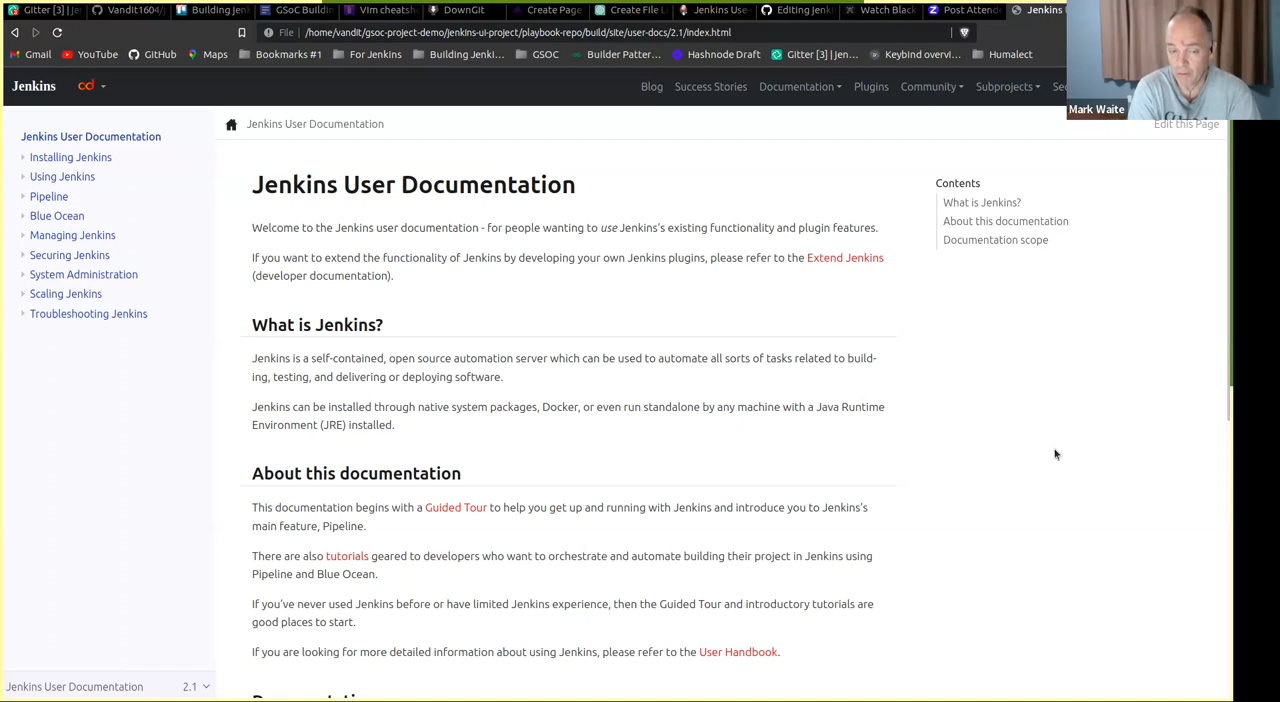 Gitter [3] | je
Vandit1604/j
Building Jenk
GSoC Buildin
Vim cheatsh
DownGit
Create Page
Create File Li
Jenkins Use
Editing Jenk
Watch Black
Post Attend
Jenkins U
File /home/vandit/gsoc-project-demo/jenkins-ui-project/playbook-repo/build/site/user-docs/2.1/index.html
Gmail YouTube GitHub Maps Bookmarks #1 For Jenkins Building Jenki... GSOC Builder Patter... Hashnode Draft Gitter [3] | jen... Keybind overvi... Humalect
Jenkins cd Blog Success Stories Documentation Plugins Community Subprojects Sec
Mark Waite
Jenkins User Documentation
Installing Jenkins
Using Jenkins
Pipeline
Blue Ocean
Managing Jenkins
Securing Jenkins
System Administration
Scaling Jenkins
Troubleshooting Jenkins
Jenkins User Documentation 2.1
Jenkins User Documentation
Edit this Page
Jenkins User Documentation
Welcome to the Jenkins user documentation - for people wanting to use Jenkins's existing functionality and plugin features.
If you want to extend the functionality of Jenkins by developing your own Jenkins plugins, please refer to the Extend Jenkins
(developer documentation).
What is Jenkins?
Jenkins is a self-contained, open source automation server which can be used to automate all sorts of tasks related to build-
ing, testing, and delivering or deploying software.
Jenkins can be installed through native system packages, Docker, or even run standalone by any machine with a Java Runtime
Environment (JRE) installed.
About this documentation
This documentation begins with a Guided Tour to help you get up and running with Jenkins and introduce you to Jenkins's
main feature, Pipeline.
There are also tutorials geared to developers who want to orchestrate and automate building their project in Jenkins using
Pipeline and Blue Ocean.
If you've never used Jenkins before or have limited Jenkins experience, then the Guided Tour and introductory tutorials are
good places to start.
If you are looking for more detailed information about using Jenkins, please refer to the User Handbook.
Contents
What is Jenkins?
About this documentation
Documentation scope